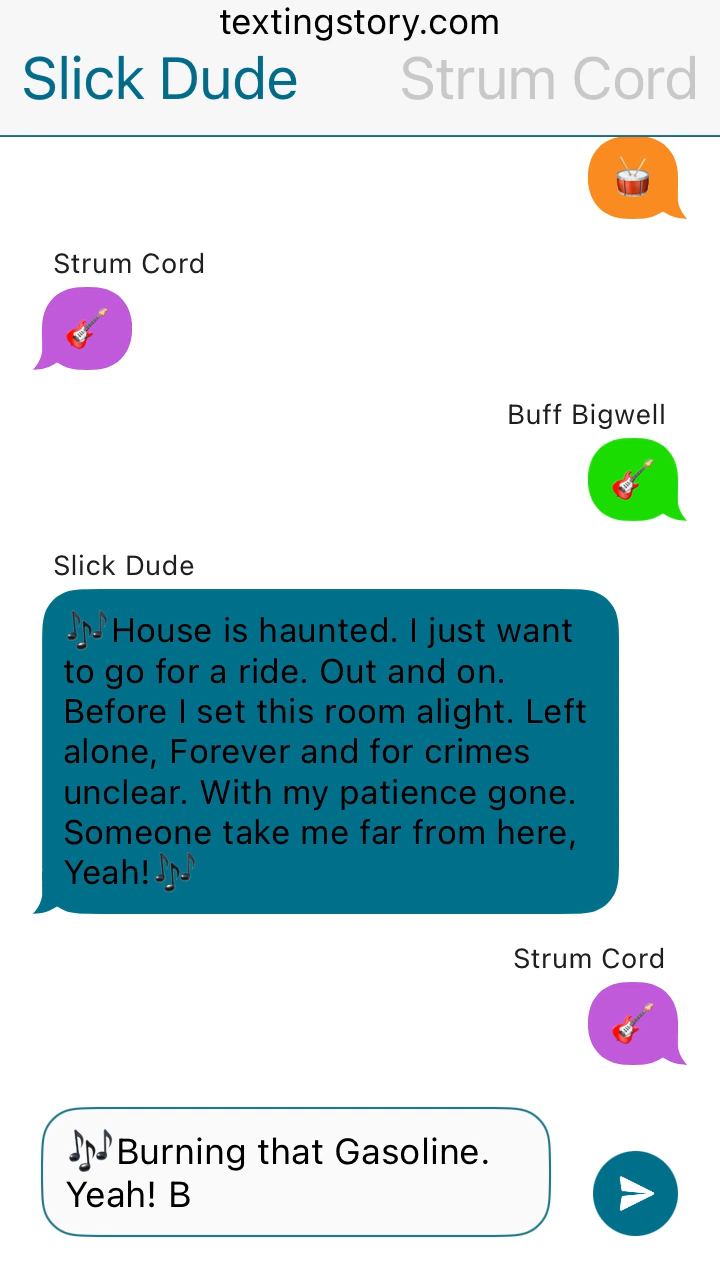 textingstory.com
Slick Dude
Strum Cord
🥁
Strum Cord
🎸
Buff Bigwell
🎸
Slick Dude
🎶House is haunted. I just want
to go for a ride. Out and on.
Before I set this room alight. Left
alone, Forever and for crimes
unclear. With my patience gone.
Someone take me far from here,
Yeah!🎶
Strum Cord
🎸
🎶Burning that Gasoline.
Yeah! B